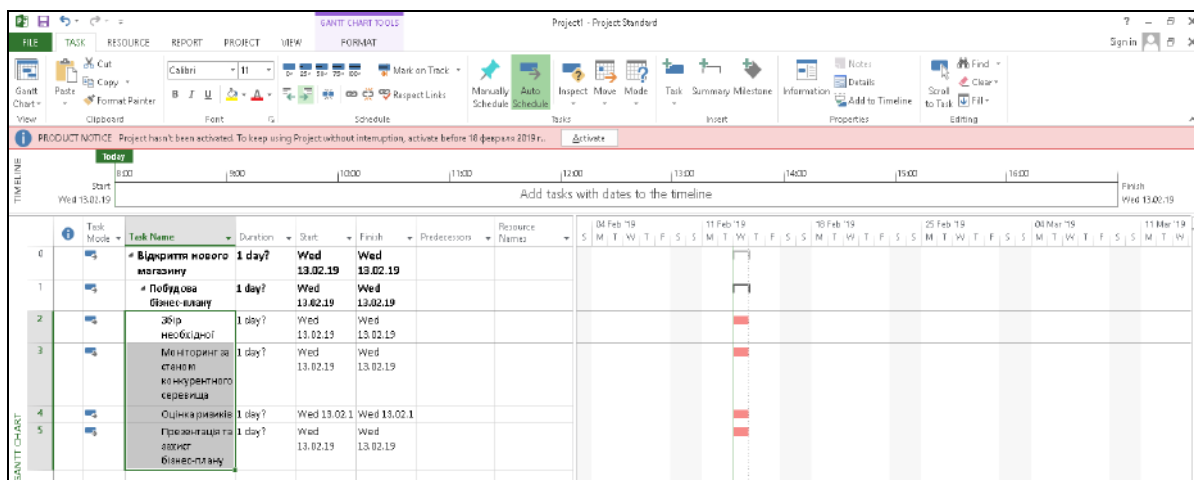 GANTT CHART TOOLS
Project1 - Project Standard
FILE TASK RESOURCE REPORT PROJECT VIEW FORMAT Sign in
Cut
Copy
Format Painter
Paste
Gantt Chart
Calibri 11
B I U A
0% 25% 50% 75% 100%
Mark on Track
Respect Links
Manually Schedule
Auto Schedule
Inspect Move Mode
Task Summary Milestone
Information
Notes
Details
Add to Timeline
Scroll to Task
Find
Clear
Fill
View Clipboard Font Schedule Tasks Insert Properties Editing
PRODUCT NOTICE Project hasn't been activated. To keep using Project without interruption, activate before 18 февраля 2019 г... Activate
TIMELINE
Today
8:00 9:00 10:00 11:00 12:00 13:00 14:00 15:00 16:00
Start
Wed 13.02.19
Add tasks with dates to the timeline
Finish
Wed 13.02.19
Task Mode Task Name Duration Start Finish Predecessors Resource Names
04 Feb '19 11 Feb '19 18 Feb '19 25 Feb '19 04 Mar '19 11 Mar '19
S M T W T F S S M T W T F S S M T W T F S S M T W T F S S M T W T F S S M T W
0 Відкриття нового 1 day? Wed Wed
магазину 13.02.19 13.02.19
1 Побудова 1 day? Wed Wed
бізнес-плану 13.02.19 13.02.19
2 Збір 1 day? Wed Wed
необхідної 13.02.19 13.02.19
3 Моніторинг за 1 day? Wed Wed
станом 13.02.19 13.02.19
конкурентного
серевища
4 Оцінка ризиків 1 day? Wed 13.02.1 Wed 13.02.1
5 Презентація та 1 day? Wed Wed
захист 13.02.19 13.02.19
бізнес-плану
GANTT CHART